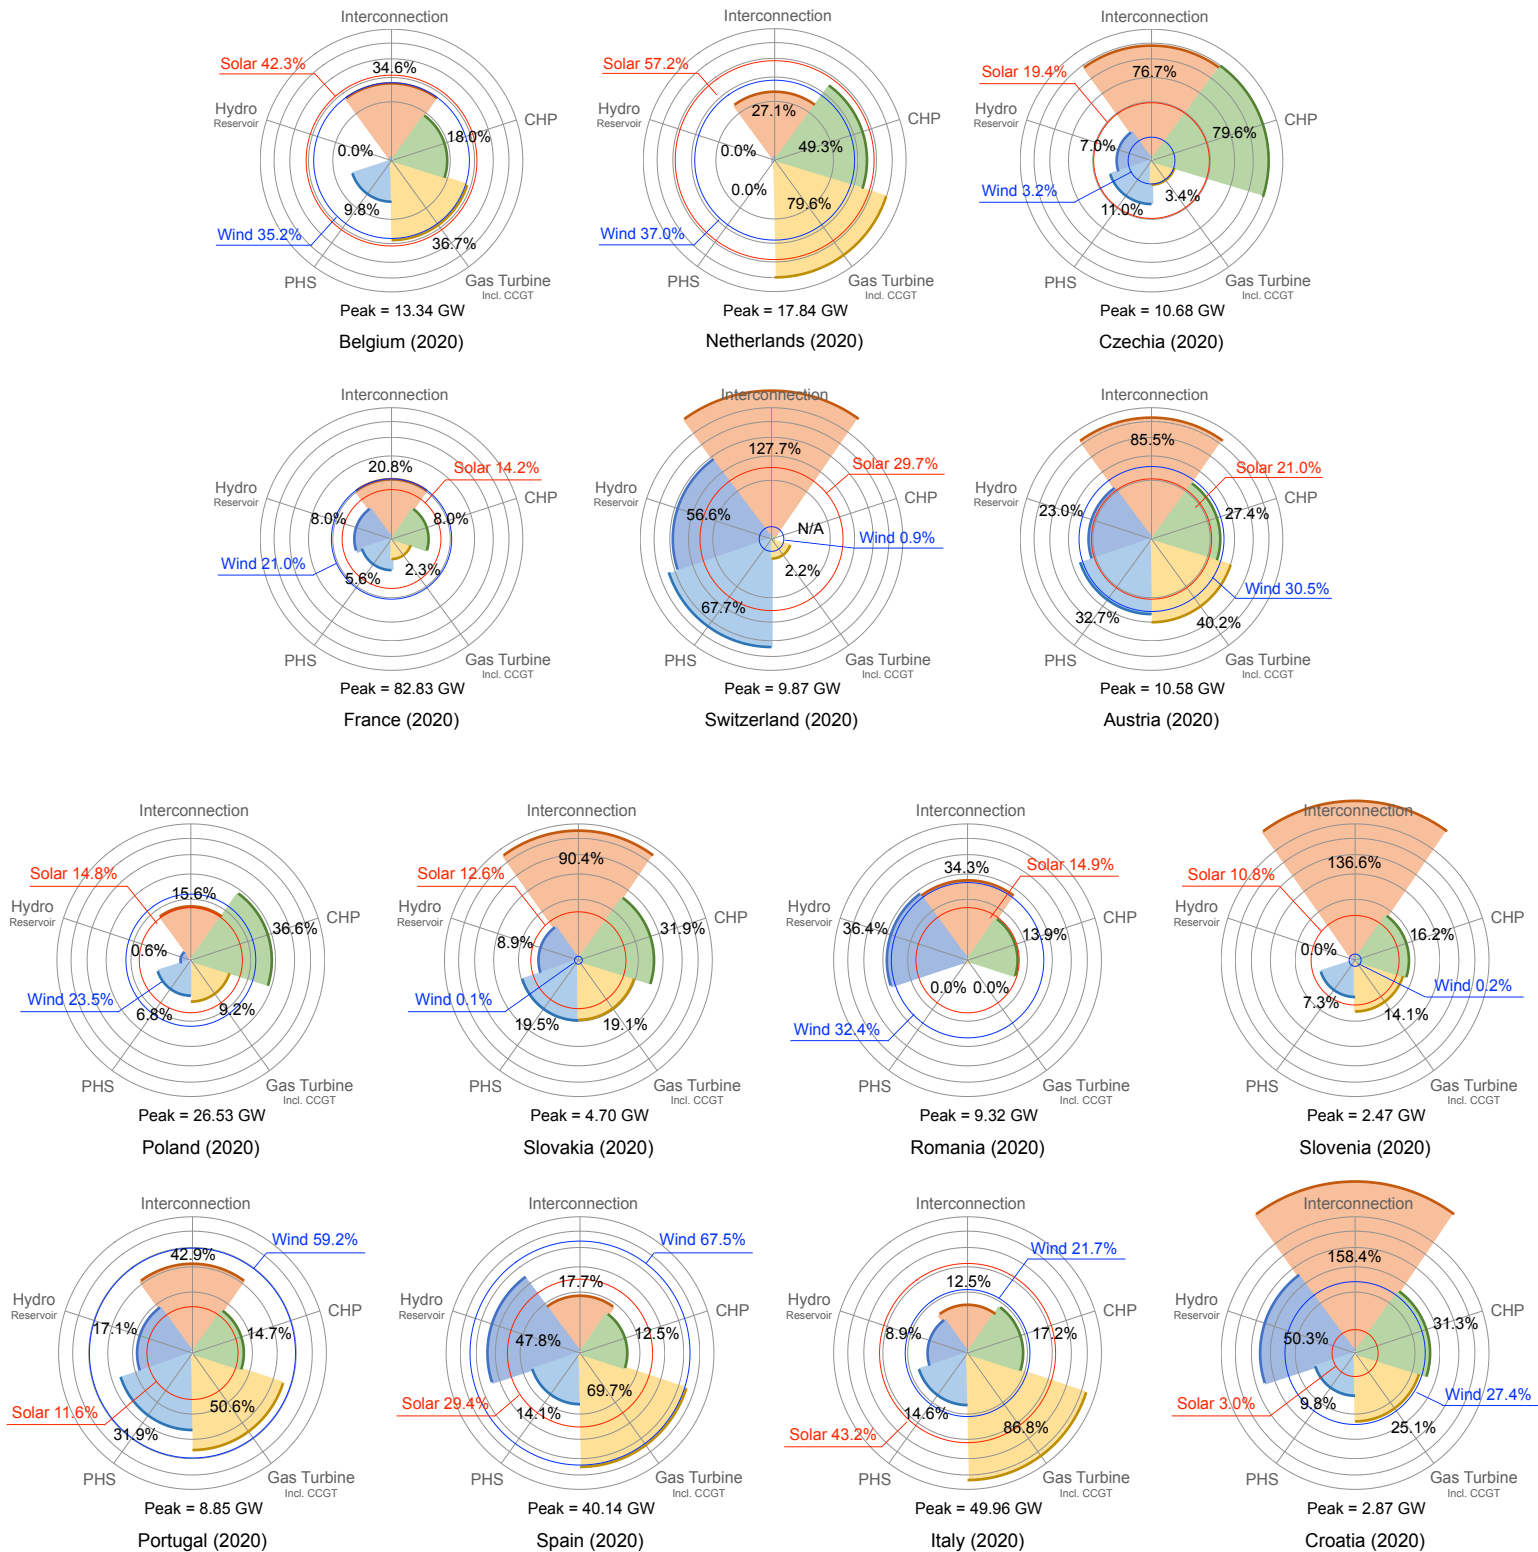 Interconnection
Solar 42.3%
34.6%
Hydro
Reservoir
CHP
18.0%
0.0%
9.8%
Wind 35.2%
36.7%
PHS
Gas Turbine
Incl. CCGT
Peak = 13.34 GW
Belgium (2020)
Interconnection
Solar 57.2%
27.1%
Hydro
Reservoir
CHP
49.3%
0.0%
0.0%
79.6%
Wind 37.0%
PHS
Gas Turbine
Incl. CCGT
Peak = 17.84 GW
Netherlands (2020)
Interconnection
Solar 19.4%
76.7%
Hydro
Reservoir
CHP
79.6%
7.0%
Wind 3.2%
3.4%
11.0%
PHS
Gas Turbine
Incl. CCGT
Peak = 10.68 GW
Czechia (2020)
Interconnection
20.8%
Solar 14.2%
Hydro
Reservoir
CHP
8.0%
8.0%
Wind 21.0%
5.6%
2.3%
PHS
Gas Turbine
Incl. CCGT
Peak = 82.83 GW
France (2020)
Interconnection
127.7%
Solar 29.7%
Hydro
Reservoir
CHP
56.6%
N/A
Wind 0.9%
2.2%
67.7%
PHS
Gas Turbine
Incl. CCGT
Peak = 9.87 GW
Switzerland (2020)
Interconnection
85.5%
Solar 21.0%
Hydro
Reservoir
CHP
23.0%
27.4%
Wind 30.5%
32.7%
40.2%
PHS
Gas Turbine
Incl. CCGT
Peak = 10.58 GW
Austria (2020)
Interconnection
Solar 14.8%
15.6%
Hydro
Reservoir
CHP
36.6%
0.6%
Wind 23.5%
6.8%
9.2%
PHS
Gas Turbine
Incl. CCGT
Peak = 26.53 GW
Poland (2020)
Interconnection
90.4%
Solar 12.6%
Hydro
Reservoir
CHP
31.9%
8.9%
Wind 0.1%
19.5%
19.1%
PHS
Gas Turbine
Incl. CCGT
Peak = 4.70 GW
Slovakia (2020)
Interconnection
34.3%
Solar 14.9%
Hydro
Reservoir
CHP
36.4%
13.9%
0.0%
0.0%
Wind 32.4%
PHS
Gas Turbine
Incl. CCGT
Peak = 9.32 GW
Romania (2020)
Interconnection
136.6%
Solar 10.8%
Hydro
Reservoir
CHP
16.2%
0.0%
Wind 0.2%
7.3%
14.1%
PHS
Gas Turbine
Incl. CCGT
Peak = 2.47 GW
Slovenia (2020)
Interconnection
Wind 59.2%
42.9%
Hydro
Reservoir
CHP
17.1%
14.7%
Solar 11.6%
50.6%
31.9%
PHS
Gas Turbine
Incl. CCGT
Peak = 8.85 GW
Portugal (2020)
Interconnection
Wind 67.5%
17.7%
Hydro
Reservoir
CHP
47.8%
12.5%
69.7%
Solar 29.4%
14.1%
PHS
Gas Turbine
Incl. CCGT
Peak = 40.14 GW
Spain (2020)
Interconnection
Wind 21.7%
12.5%
Hydro
Reservoir
CHP
8.9%
17.2%
14.6%
86.8%
Solar 43.2%
PHS
Gas Turbine
Incl. CCGT
Peak = 49.96 GW
Italy (2020)
Interconnection
158.4%
Hydro
Reservoir
CHP
50.3%
31.3%
Solar 3.0%
Wind 27.4%
9.8%
25.1%
PHS
Gas Turbine
Incl. CCGT
Peak = 2.87 GW
Croatia (2020)